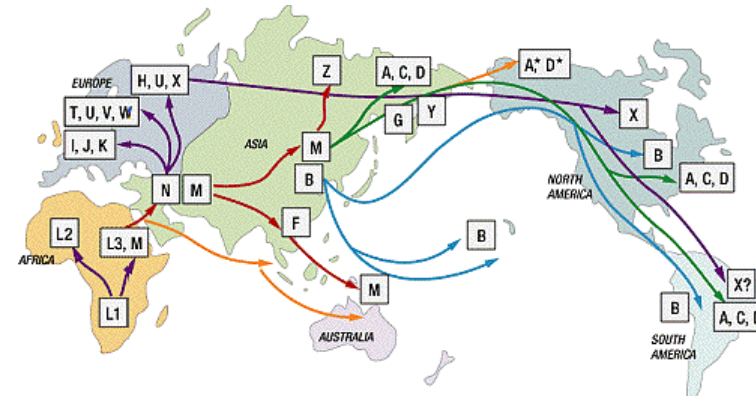 Z
A, C, D
A,* D*
EUROPE
H, U, X
T, U, V, W
G
Y
X
I, J, K
ASIA
M
B
B
A, C, D
N
M
NORTH
AMERICA
F
L2
L3, M
B
AFRICA
M
X?
L1
B
A, C,
AUSTRALIA
SOUTH
AMERICA